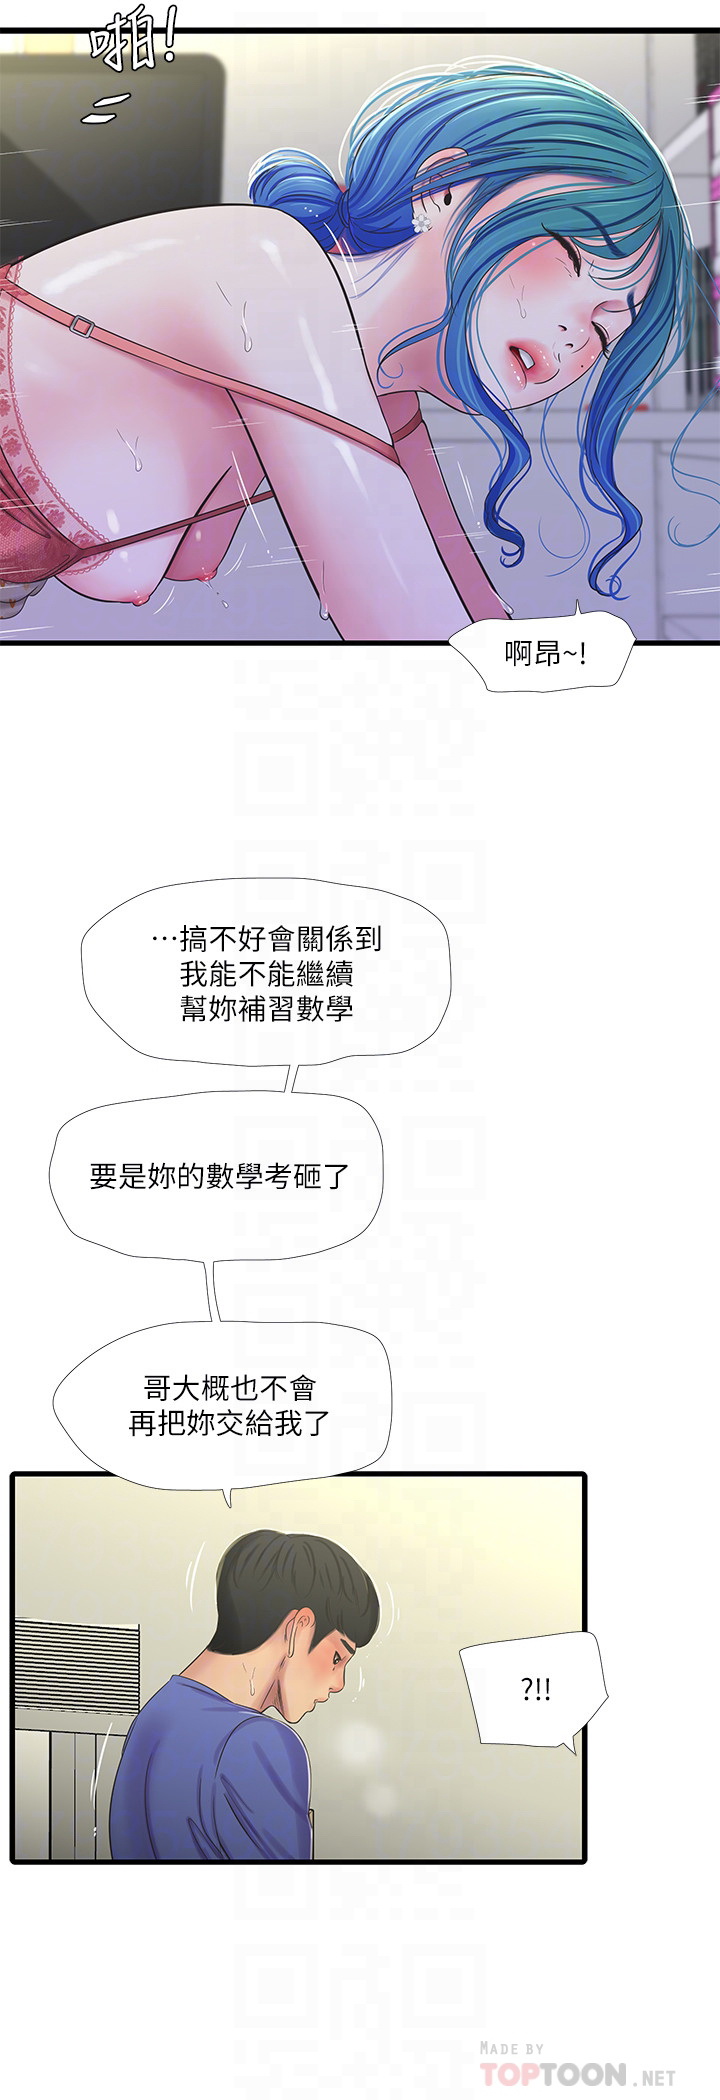 啪!
啊昂~!
⋯搞不好會關係到
我能不能繼續
幫妳補習數學
要是妳的數學考砸了
哥大概也不會
再把妳交給我了
?!!
MADE BY
TOPTOON.NET